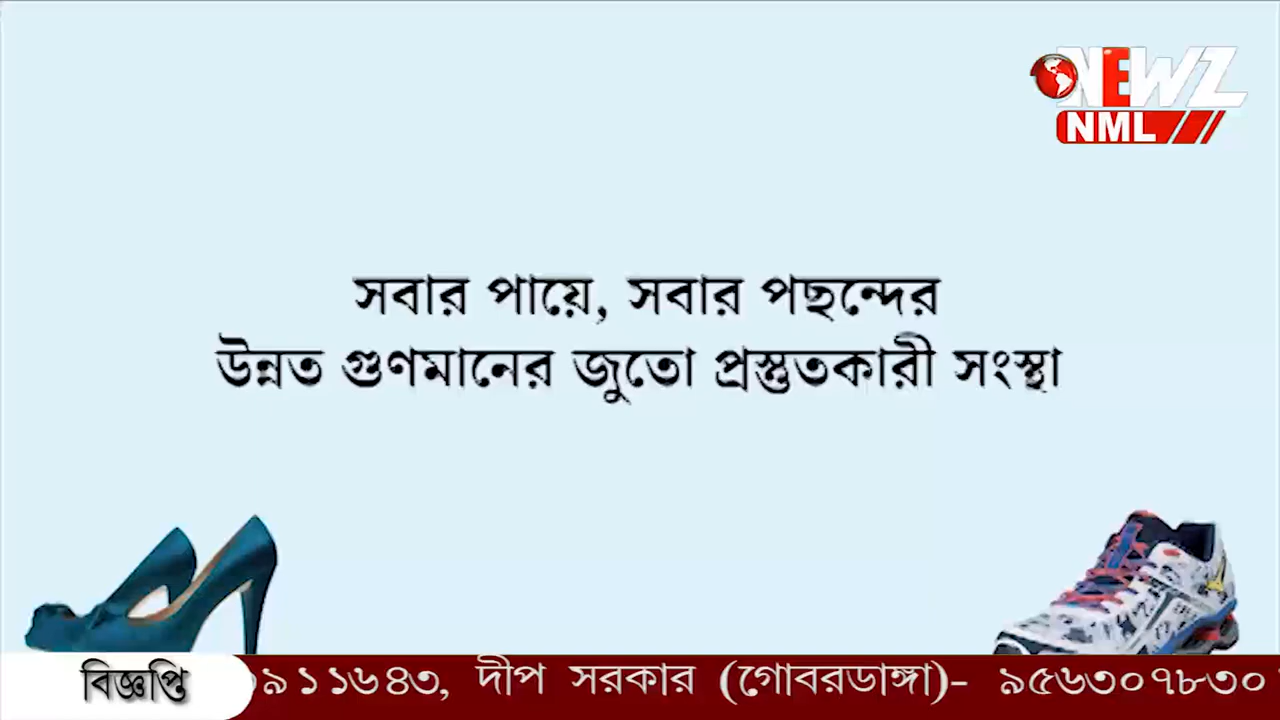 NEWZ
NML
সবার পায়ে, সবার পছন্দের
উন্নত গুণমানের জুতো প্রস্তুতকারী সংস্থা
বিজ্ঞপ্তি
৯১১৬৪৩, দীপ সরকার (গোবরডাঙ্গা)- ৯৫৬৩০৭৮৩০